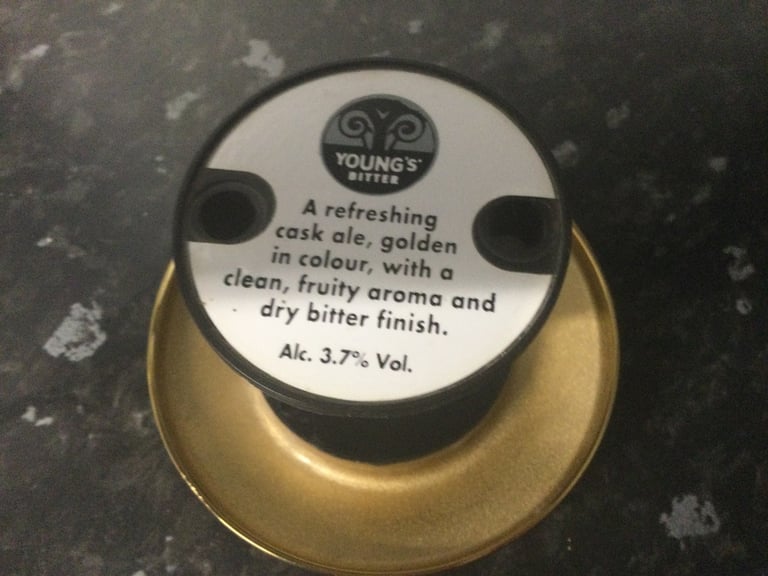 YOUNG'S
BITTER
A refreshing
cask ale, golden
in colour, with a
clean, fruity aroma and
dry bitter finish.
Alc. 3.7% Vol.